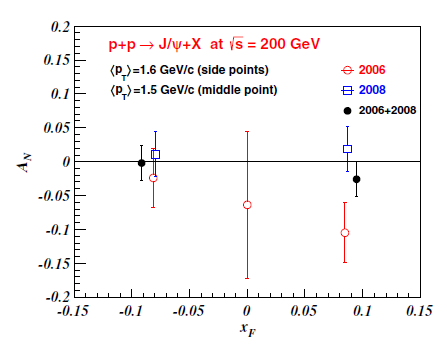 p+p → J/ψ+X at √s = 200 GeV
⟨p_T⟩=1.6 GeV/c (side points)
⟨p_T⟩=1.5 GeV/c (middle point)
2006
2008
2006+2008
0.2
0.15
0.1
0.05
0
-0.05
-0.1
-0.15
-0.2
A_N
-0.15 -0.1 -0.05 0 0.05 0.1 0.15
x_F